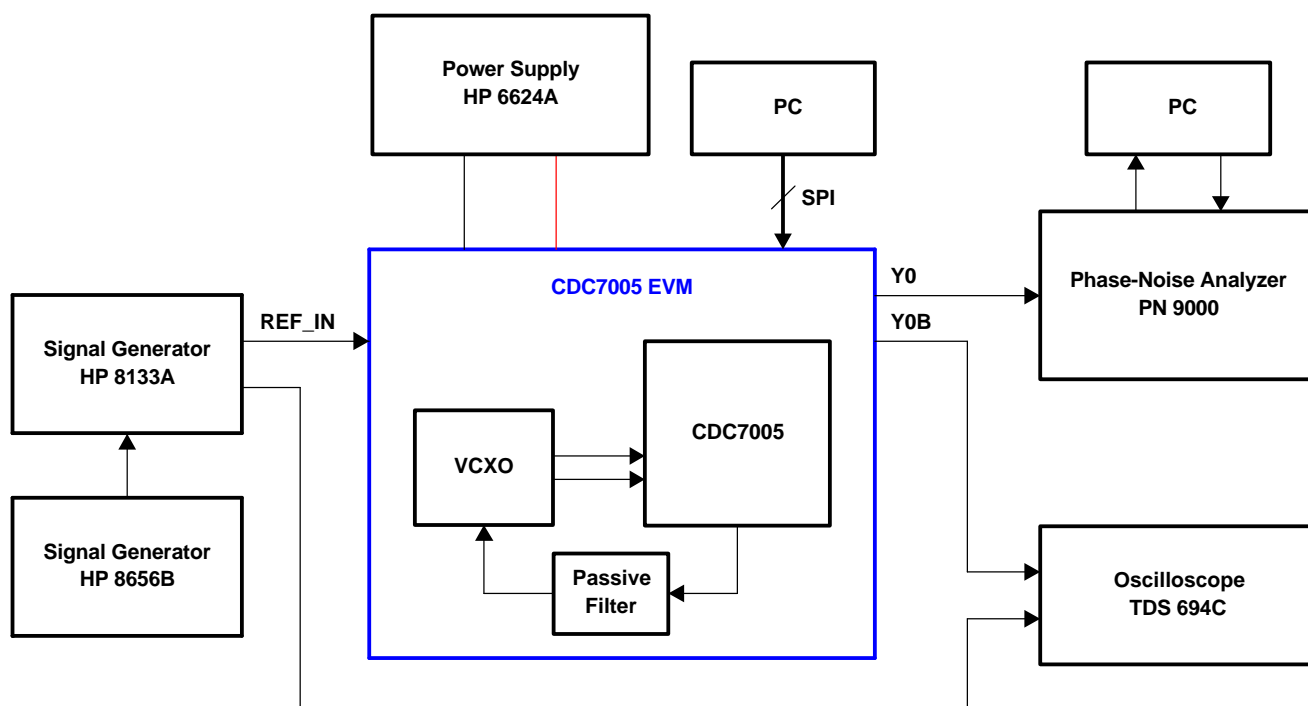 Power Supply
HP 6624A
PC
PC
SPI
CDC7005 EVM
Y0
Phase-Noise Analyzer
PN 9000
REF_IN
Y0B
Signal Generator
HP 8133A
CDC7005
VCXO
Signal Generator
HP 8656B
Passive
Filter
Oscilloscope
TDS 694C